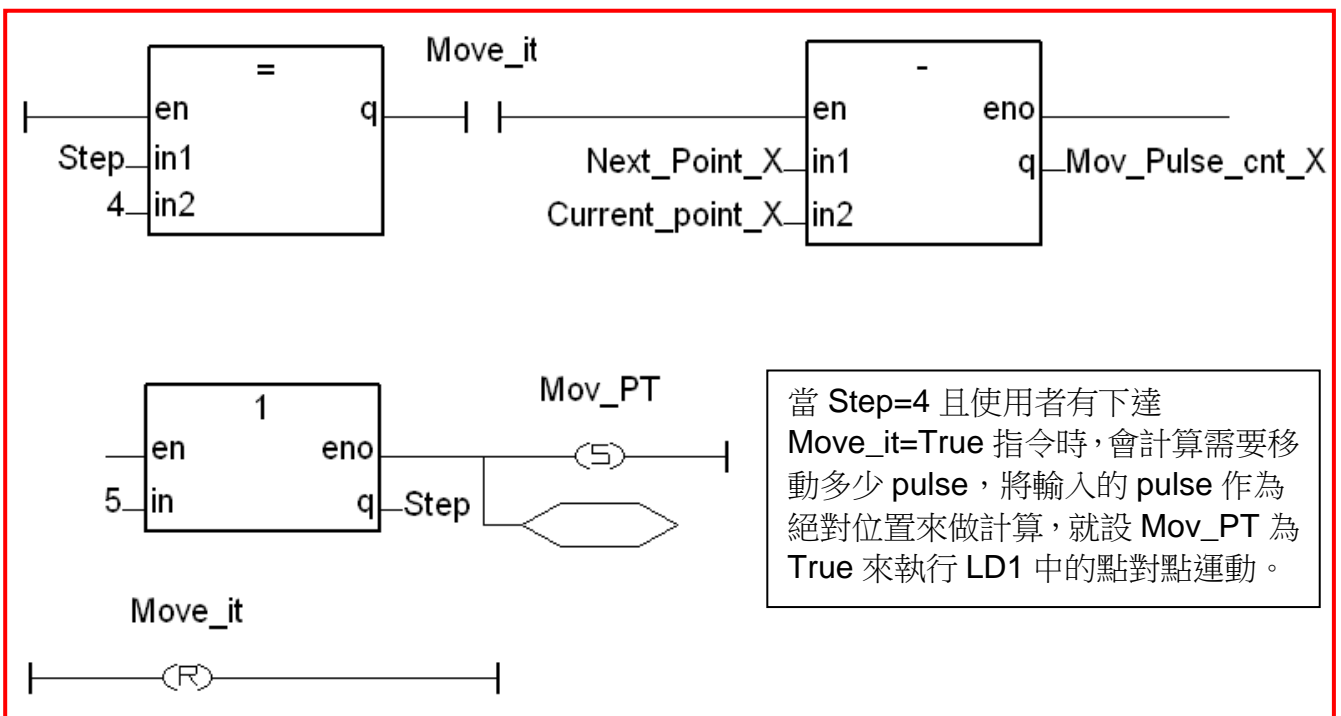 Move_it
=
-
en q
en eno
Step in1
Next_Point_X in1
q Mov_Pulse_cnt_X
4 in2
Current_point_X in2
1
Mov_PT
en eno
S
5 in
q Step
當 Step=4 且使用者有下達
Move_it=True 指令時，會計算需要移
動多少 pulse，將輸入的 pulse 作為
絕對位置來做計算，就設 Mov_PT 為
True 來執行 LD1 中的點對點運動。
Move_it
R